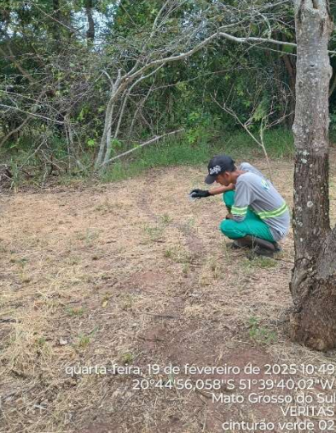 quarta-feira, 19 de fevereiro de 2025 10:49
20°44'56,058"S 51°39'40,02"W
Mato Grosso do Sul
VERITAS
cinturão verde 02